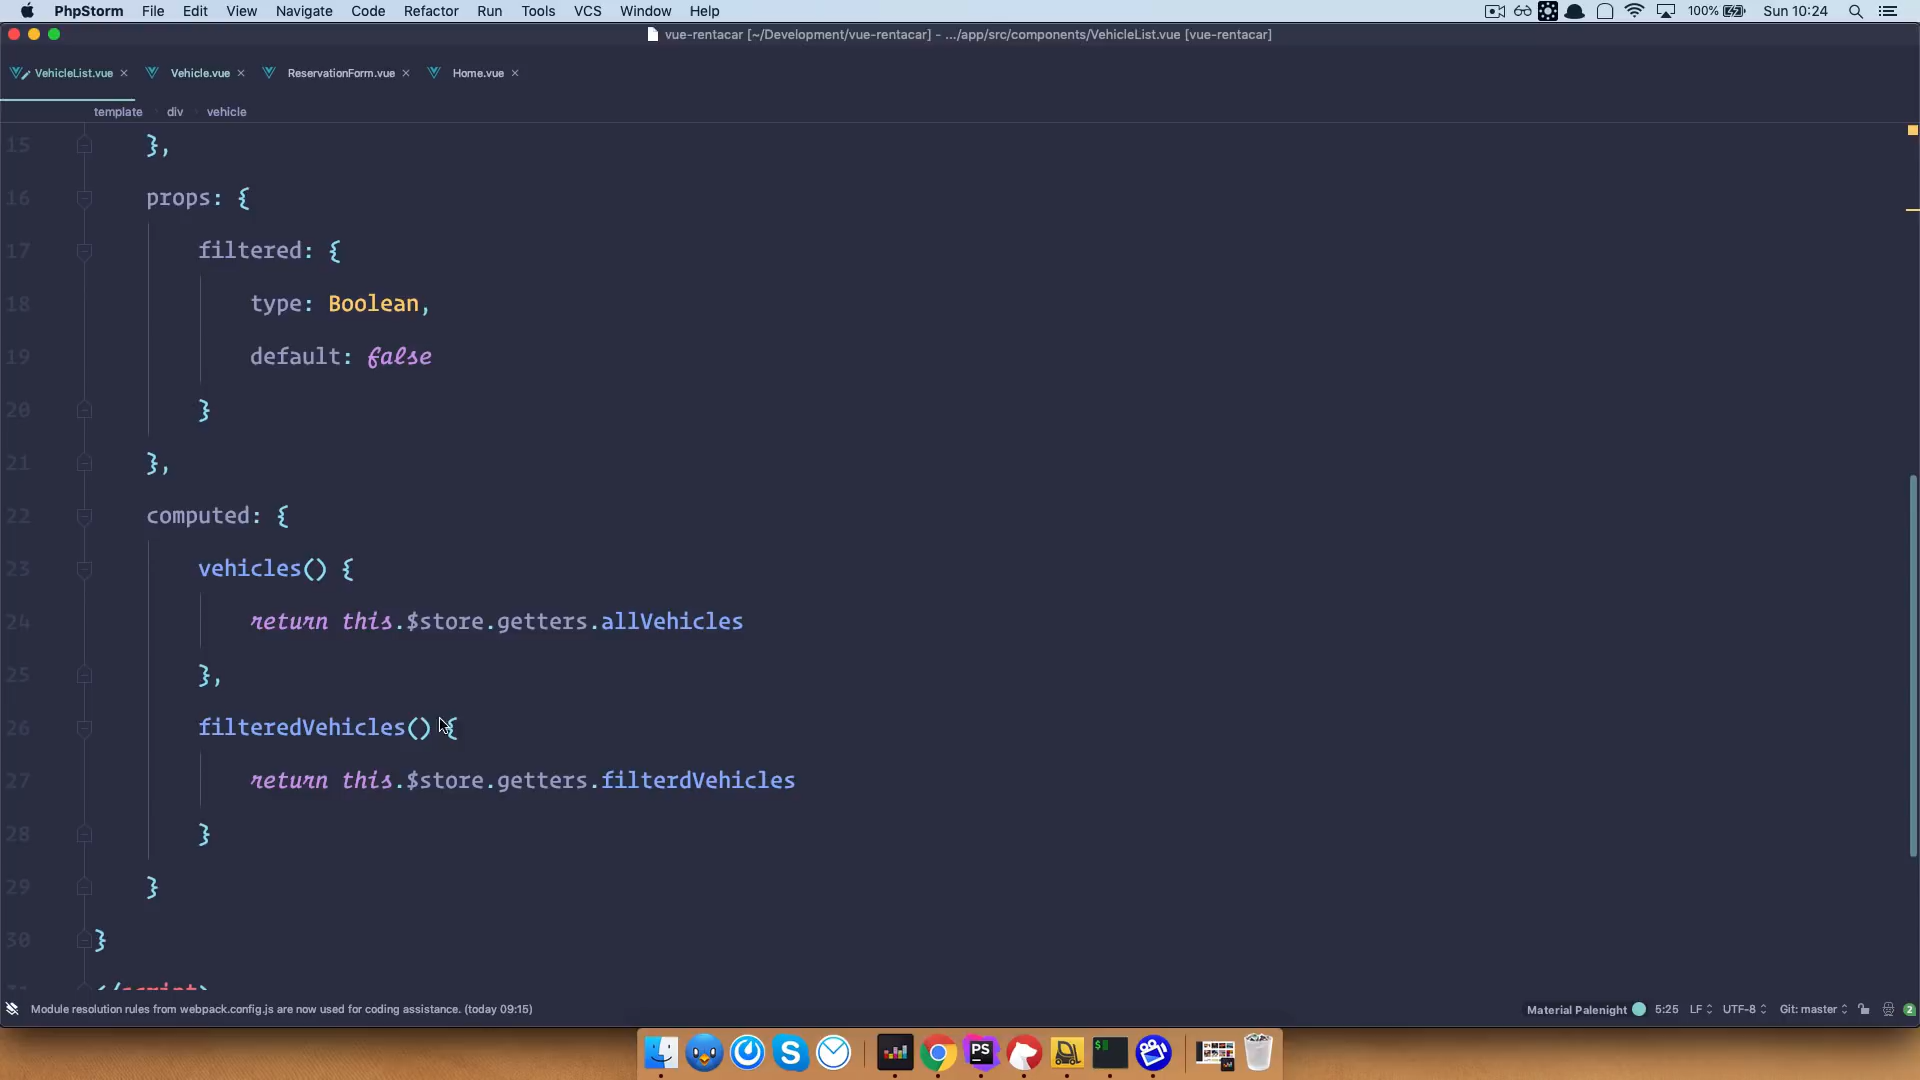 PhpStorm File Edit View Navigate Code Refactor Run Tools VCS Window Help 100% Sun 10:24
vue-rentacar [~/Development/vue-rentacar] - .../app/src/components/VehicleList.vue [vue-rentacar]
VehicleList.vue × Vehicle.vue × ReservationForm.vue × Home.vue ×
template div vehicle
15 },
16 props: {
17 filtered: {
18 type: Boolean,
19 default: false
20 }
21 },
22 computed: {
23 vehicles() {
24 return this.$store.getters.allVehicles
25 },
26 filteredVehicles() {
27 return this.$store.getters.filterdVehicles
28 }
29 }
30 }
</script>
Module resolution rules from webpack.config.js are now used for coding assistance. (today 09:15) Material Palenight 5:25 LF UTF-8 Git: master 2
PS $